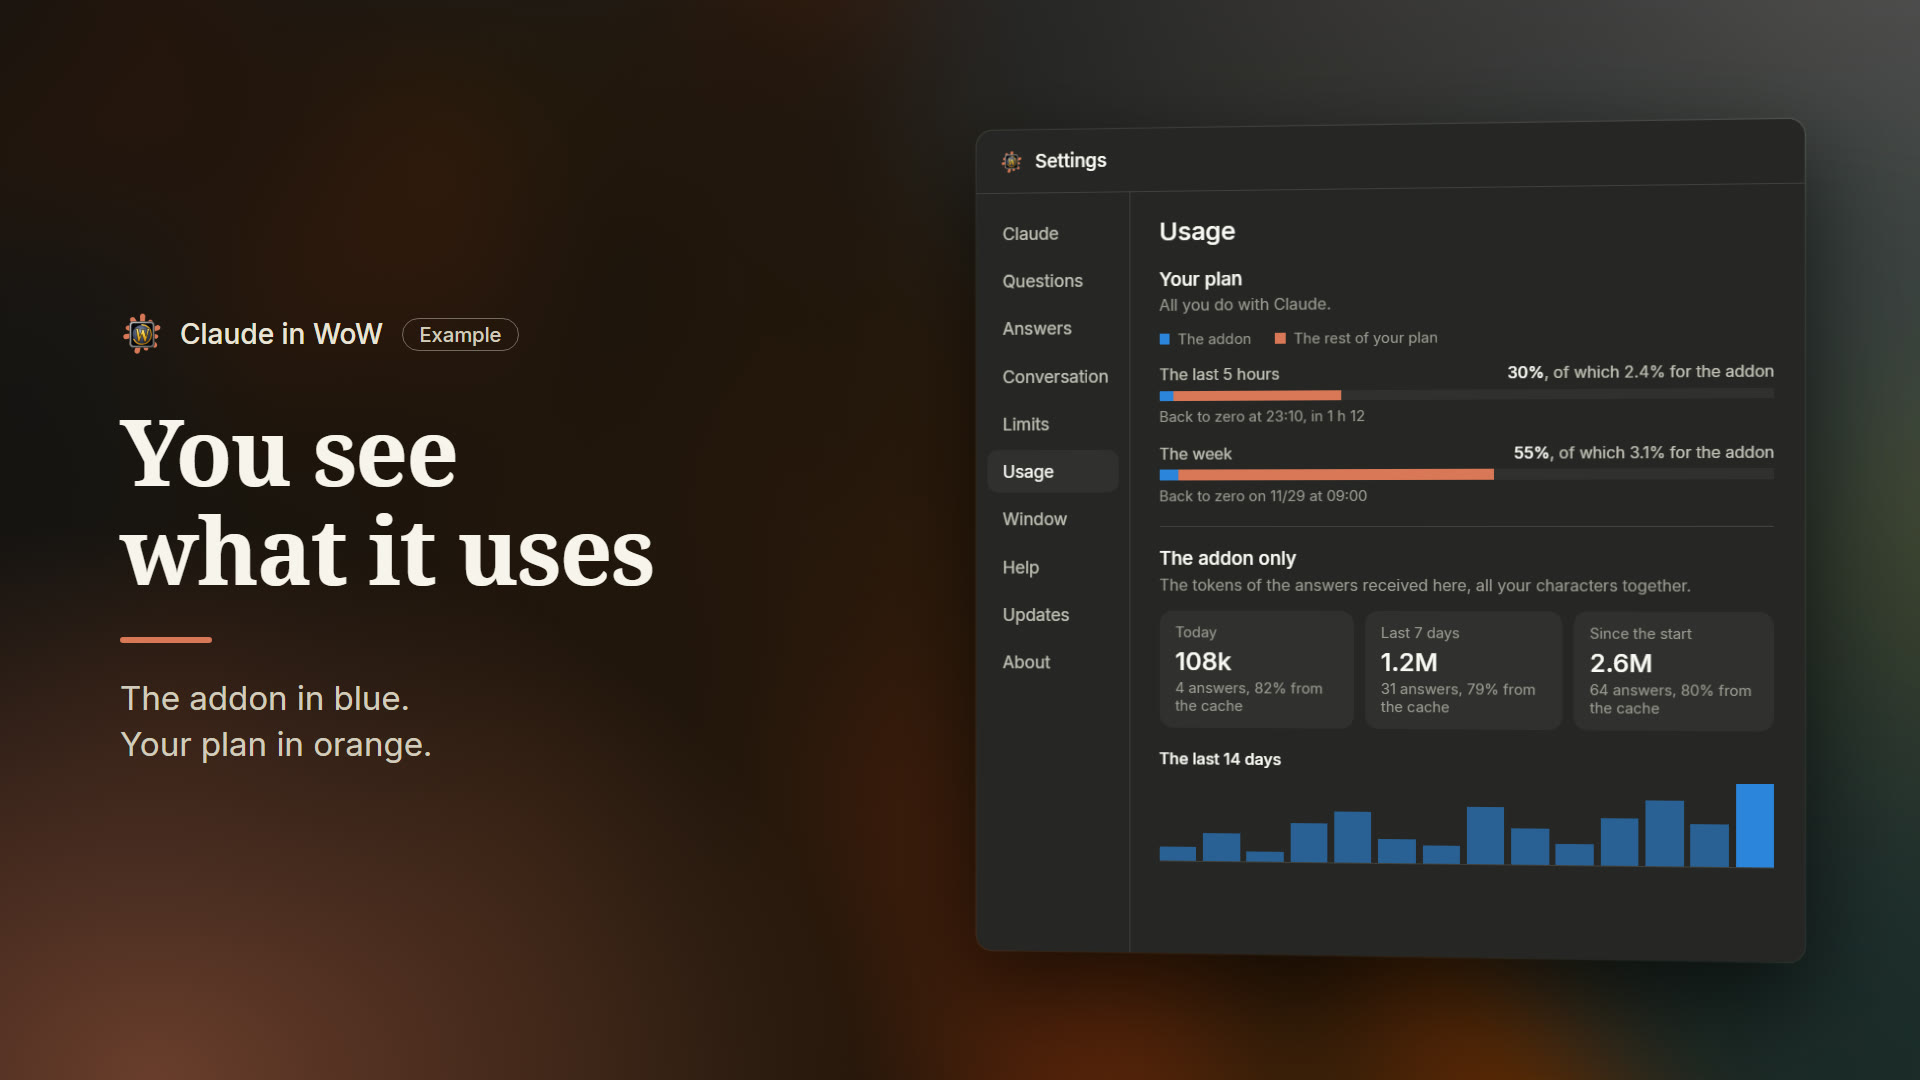 Claude in WoW
Example
You see
what it uses
The addon in blue.
Your plan in orange.
Settings
Claude
Questions
Answers
Conversation
Limits
Usage
Window
Help
Updates
About
Usage
Your plan
All you do with Claude.
The addon
The rest of your plan
The last 5 hours
30%, of which 2.4% for the addon
Back to zero at 23:10, in 1 h 12
The week
55%, of which 3.1% for the addon
Back to zero on 11/29 at 09:00
The addon only
The tokens of the answers received here, all your characters together.
Today
108k
4 answers, 82% from
the cache
Last 7 days
1.2M
31 answers, 79% from
the cache
Since the start
2.6M
64 answers, 80% from
the cache
The last 14 days